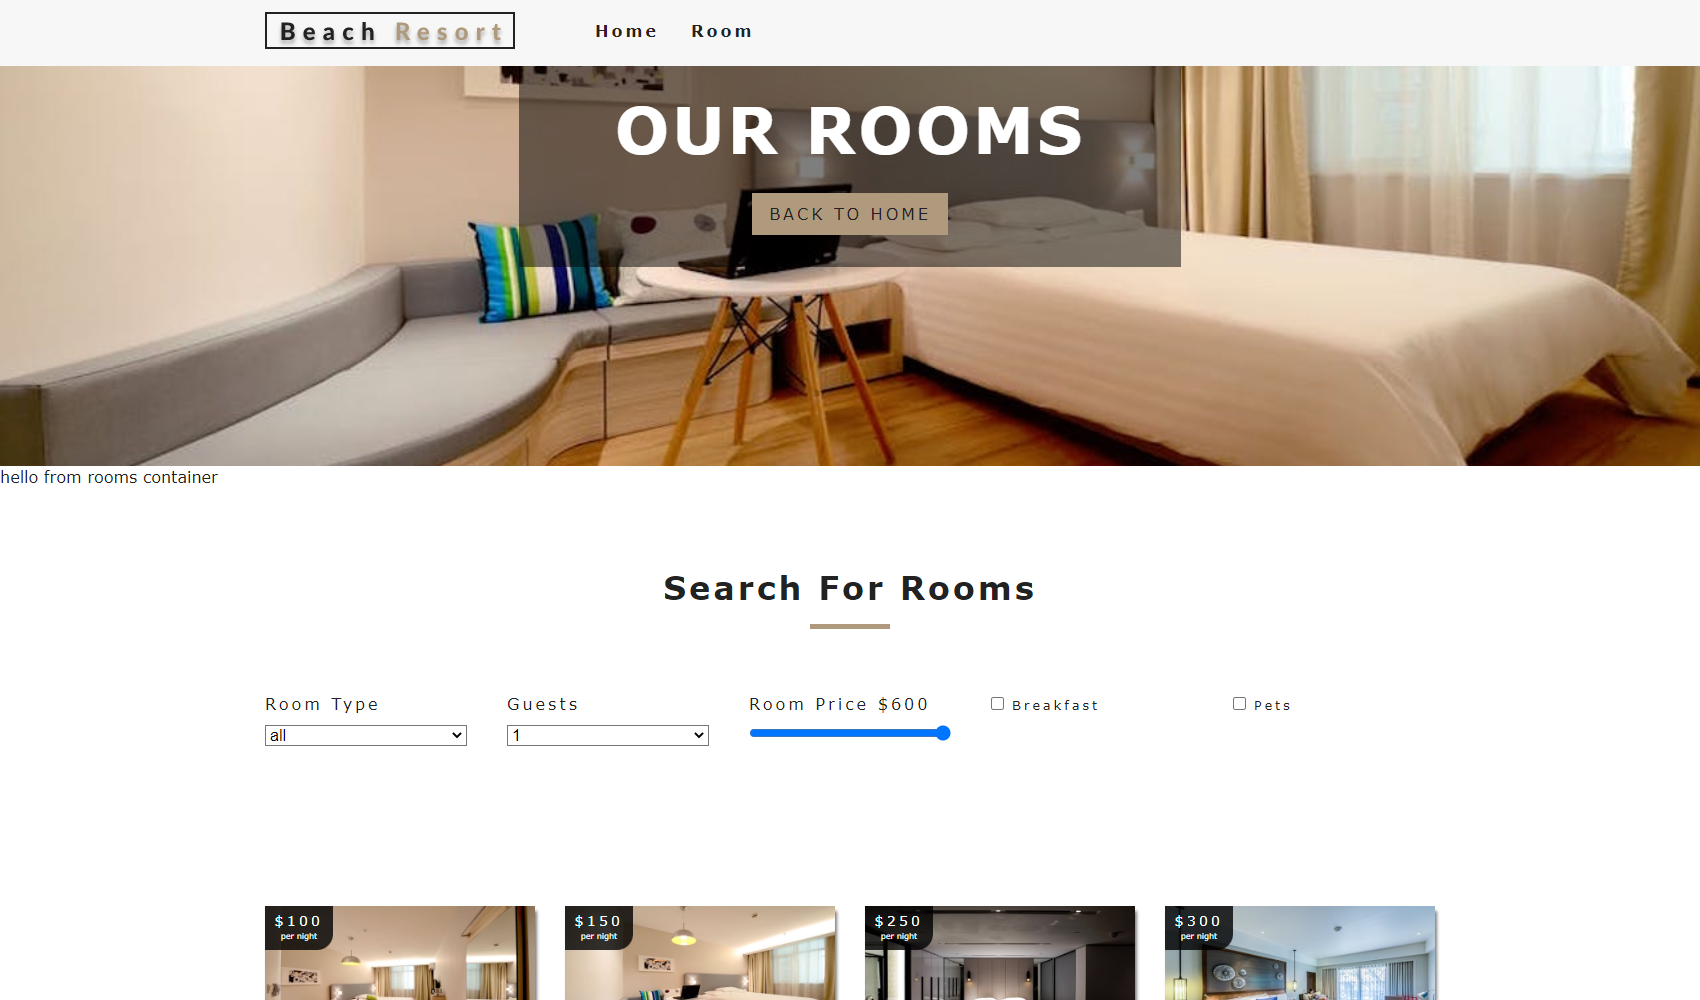 Beach Resort
Home
Room
OUR ROOMS
BACK TO HOME
hello from rooms container
Search For Rooms
Room Type
Guests
Room Price $600
Breakfast
Pets
all
1
$100
per night
$150
per night
$250
per night
$300
per night